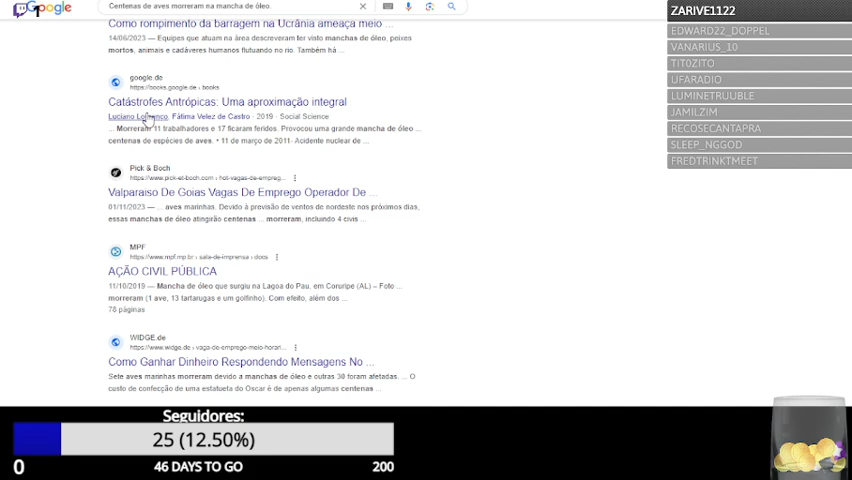 Google
Centenas de aves morreram na mancha de óleo.
Como rompimento da barragem na Ucrânia ameaça meio ...
14/06/2023 — Equipes que atuam na área descreveram ter visto manchas de óleo, peixes
mortos, animais e cadáveres humanos flutuando no rio. Também há ...
google.de
https://books.google.de › books
Catástrofes Antrópicas: Uma aproximação integral
Luciano Lourenço, Fátima Velez de Castro · 2019 · Social Science
... Morreram 11 trabalhadores e 17 ficaram feridos. Provocou uma grande mancha de óleo ...
centenas de espécies de aves. • 11 de março de 2011· Acidente nuclear de ...
Pick & Boch
https://www.pick-et-boch.com › hot-vagas-de-empreg...
Valparaiso De Goias Vagas De Emprego Operador De ...
01/11/2023 — ... aves marinhas. Devido à previsão de ventos de nordeste nos próximos dias,
essas manchas de óleo atingirão centenas ... morreram, incluindo 4 civis ...
MPF
https://www.mpf.mp.br › sala-de-imprensa › docs
AÇÃO CIVIL PÚBLICA
11/10/2019 — Mancha de óleo que surgiu na Lagoa do Pau, em Coruripe (AL) – Foto ...
morreram (1 ave, 13 tartarugas e um golfinho). Com efeito, além dos ...
78 páginas
WIDGE.de
https://www.widge.de › vaga-de-emprego-meio-horari...
Como Ganhar Dinheiro Respondendo Mensagens No ...
Sete aves marinhas morreram devido a manchas de óleo e outras 30 foram afetadas. ... O
custo de confecção de uma estatueta do Oscar é de apenas algumas centenas ...
ZARIVE1122
EDWARD22_DOPPEL
VANARIUS_10
TIT0ZITO
UFARADIO
LUMINETRUUBLE
JAMILZIM
RECOSECANTAPRA
SLEEP_NGGOD
FREDTRINKTMEET
Seguidores:
25 (12.50%)
0 46 DAYS TO GO 200